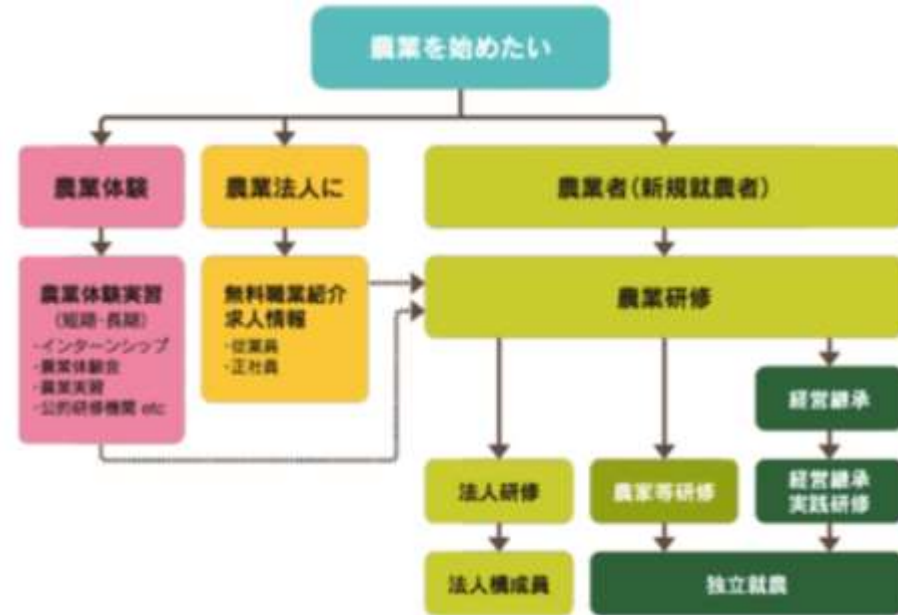 農業を始めたい
農業体験
農業法人に
農業者(新規就農者)
農業体験実習
(短期・長期)
・インターンシップ
・農業体験会
・農業実習
・公的研修機関 etc
無料職業紹介
求人情報
・従業員
・正社員
農業研修
経営継承
法人研修
農家等研修
経営継承
実践研修
法人構成員
独立就農